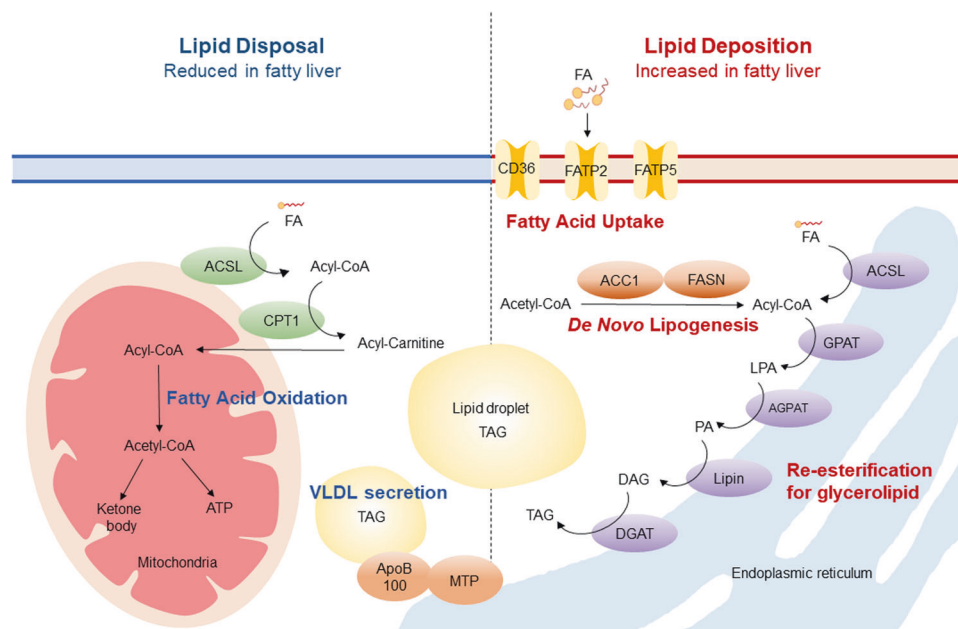 Lipid Disposal
Reduced in fatty liver
Lipid Deposition
Increased in fatty liver
FA
CD36
FATP2
FATP5
Fatty Acid Uptake
FA
ACSL
Acyl-CoA
CPT1
Acyl-Carnitine
Acyl-CoA
Fatty Acid Oxidation
Acetyl-CoA
Ketone
body
ATP
Mitochondria
Lipid droplet
TAG
VLDL secretion
TAG
ApoB
100
MTP
ACC1
FASN
Acetyl-CoA
Acyl-CoA
De Novo Lipogenesis
FA
ACSL
GPAT
LPA
AGPAT
PA
Lipin
DAG
DGAT
TAG
Re-esterification
for glycerolipid
Endoplasmic reticulum